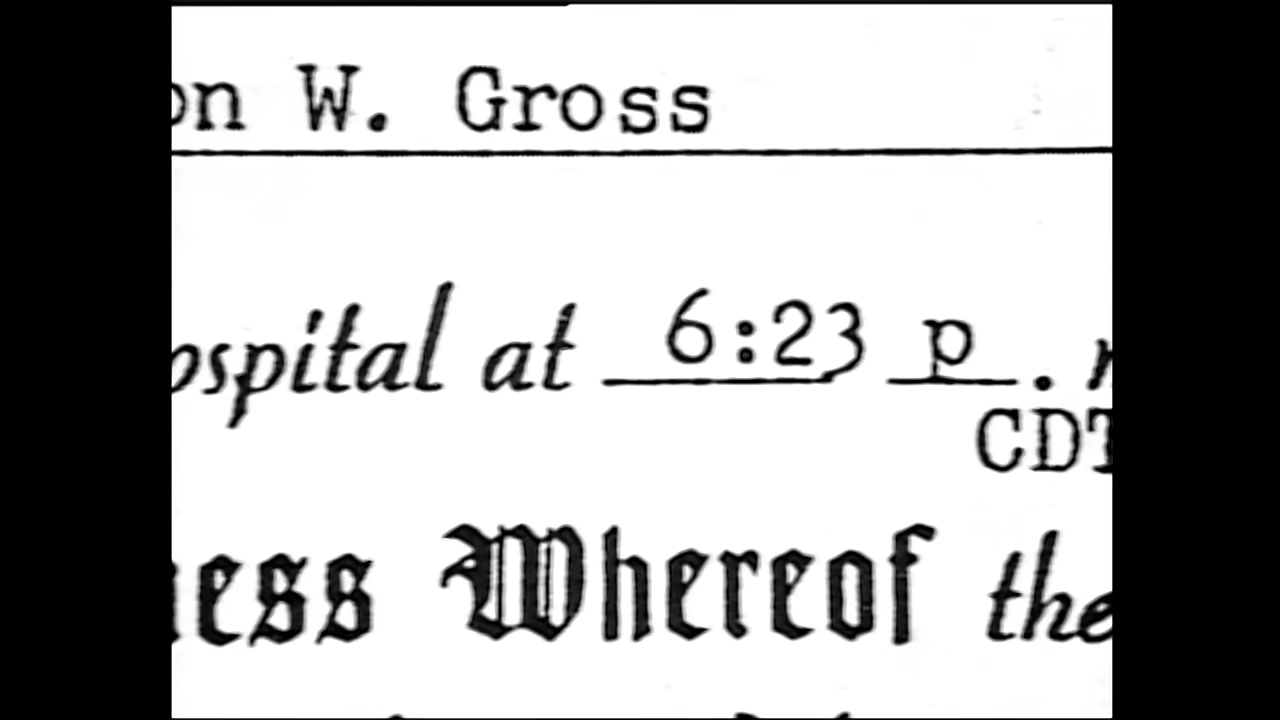 on W. Gross
ospital at 6:23 p. m
CDT
ess Whereof the